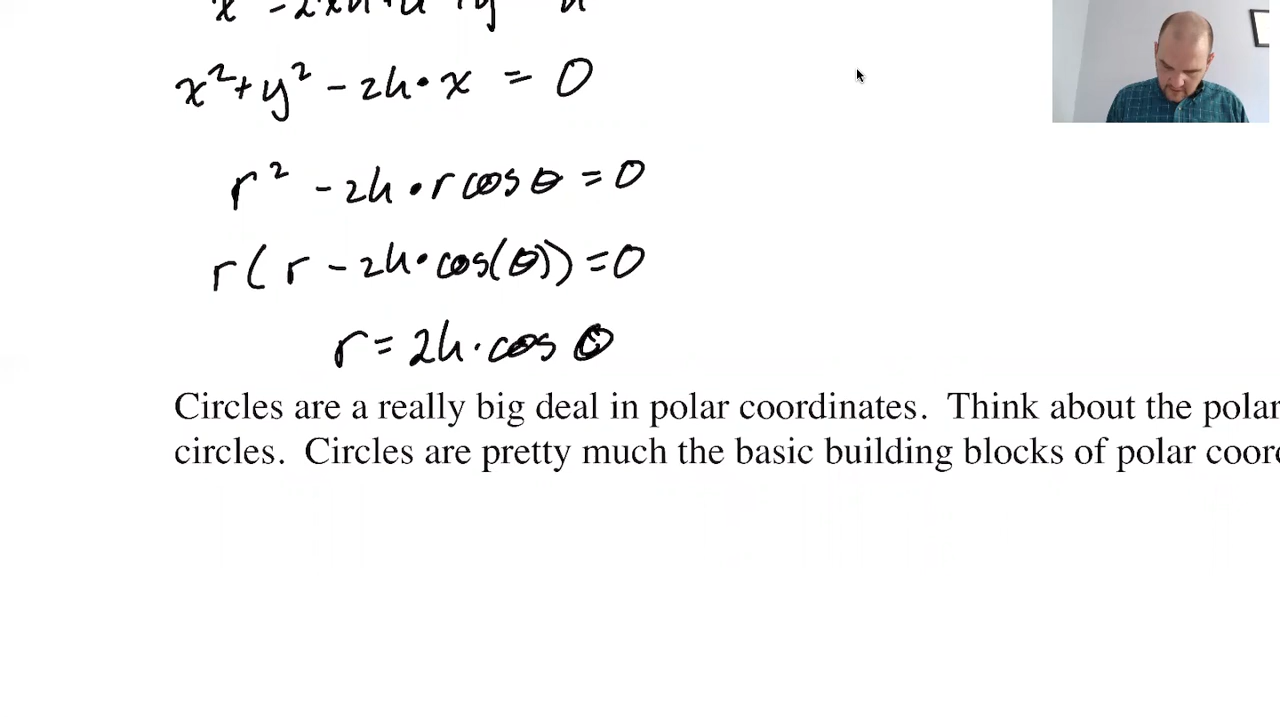 x² + y² - 2h · x = 0
r² - 2h · r cos θ = 0
r ( r - 2h · cos(θ)) = 0
r = 2h · cos θ
Circles are a really big deal in polar coordinates. Think about the polar
circles. Circles are pretty much the basic building blocks of polar